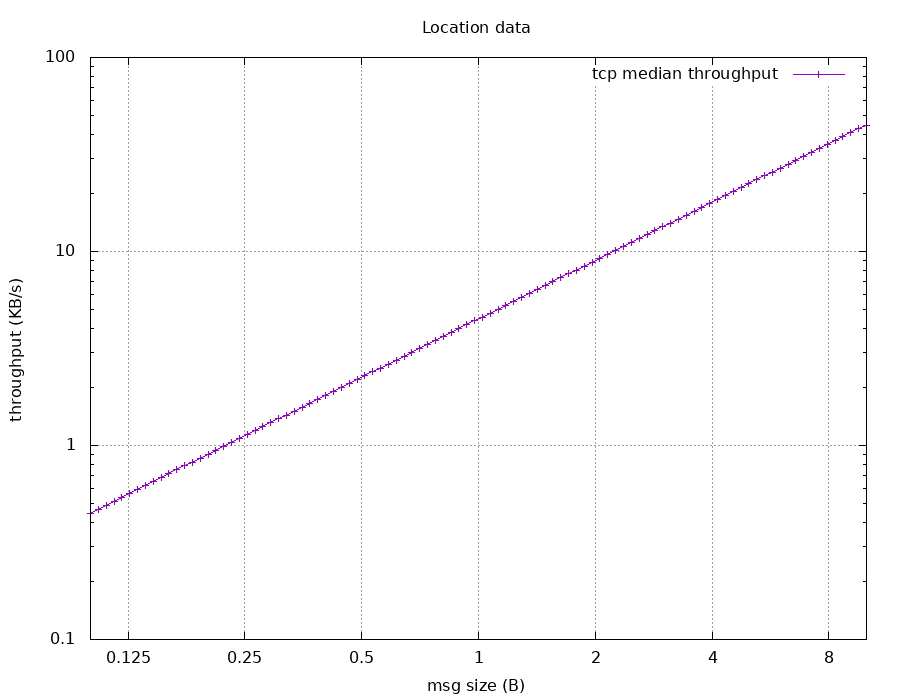 Location data
tcp median throughput
100
10
1
0.1
throughput (KB/s)
0.125 0.25 0.5 1 2 4 8
msg size (B)